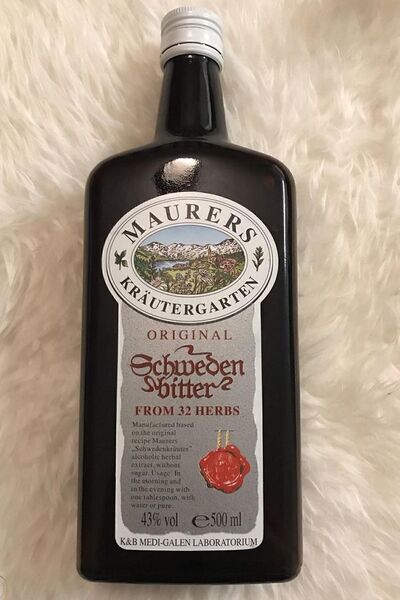 MAURERS
KRÄUTERGARTEN
ORIGINAL
Schweden
bitter
FROM 32 HERBS
Manufactured based
on the original
recipe Maurers
„Schwedenkräuter"
alcoholic herbal
extract, without
sugar. Usage: In
the morning and
in the evening with
one tablespoon, with
water or pure.
43% vol ℮500 ml
K&B MEDI-GALEN LABORATORIUM